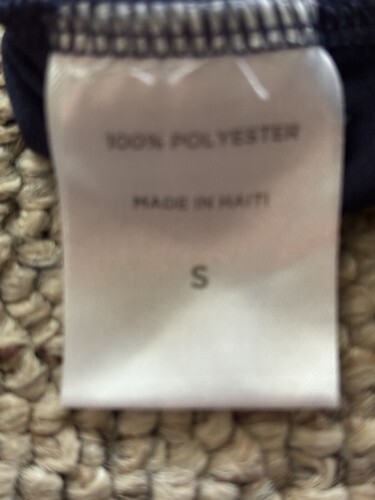 100% POLYESTER
MADE IN HAITI
S